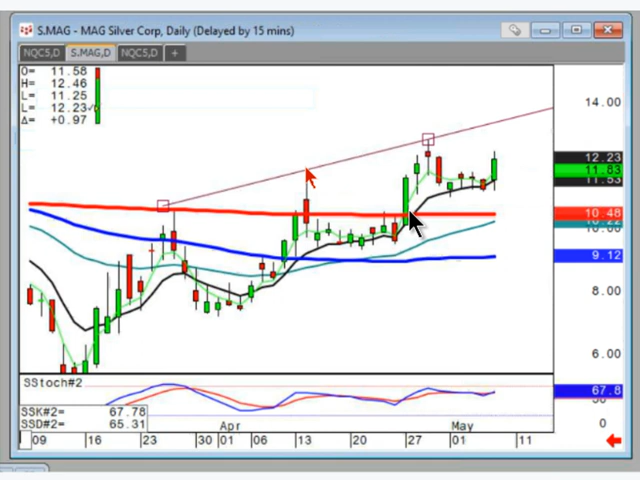 S.MAG - MAG Silver Corp, Daily (Delayed by 15 mins)
NQC5,D S.MAG,D NQC5,D +
O= 11.58
H= 12.46
L= 11.25
L= 12.23
Δ= +0.97
14.00
12.23
11.83
10.48
9.12
8.00
6.00
SStoch#2
67.8
SSK#2= 67.78
SSD#2= 65.31
0
Apr May
09 16 23 30 01 06 13 20 27 01 11